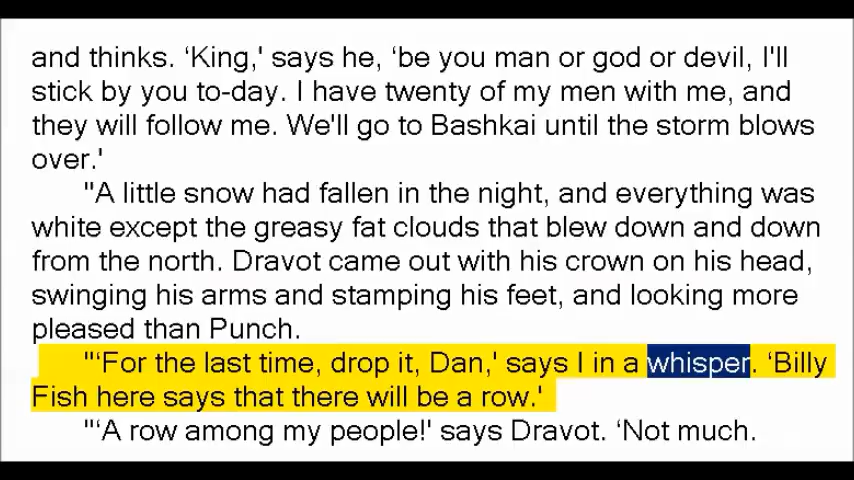 and thinks. ‘King,' says he, ‘be you man or god or devil, I'll
stick by you to-day. I have twenty of my men with me, and
they will follow me. We'll go to Bashkai until the storm blows
over.'
"A little snow had fallen in the night, and everything was
white except the greasy fat clouds that blew down and down
from the north. Dravot came out with his crown on his head,
swinging his arms and stamping his feet, and looking more
pleased than Punch.
"‘For the last time, drop it, Dan,' says I in a whisper. ‘Billy
Fish here says that there will be a row.'
"‘A row among my people!' says Dravot. ‘Not much.